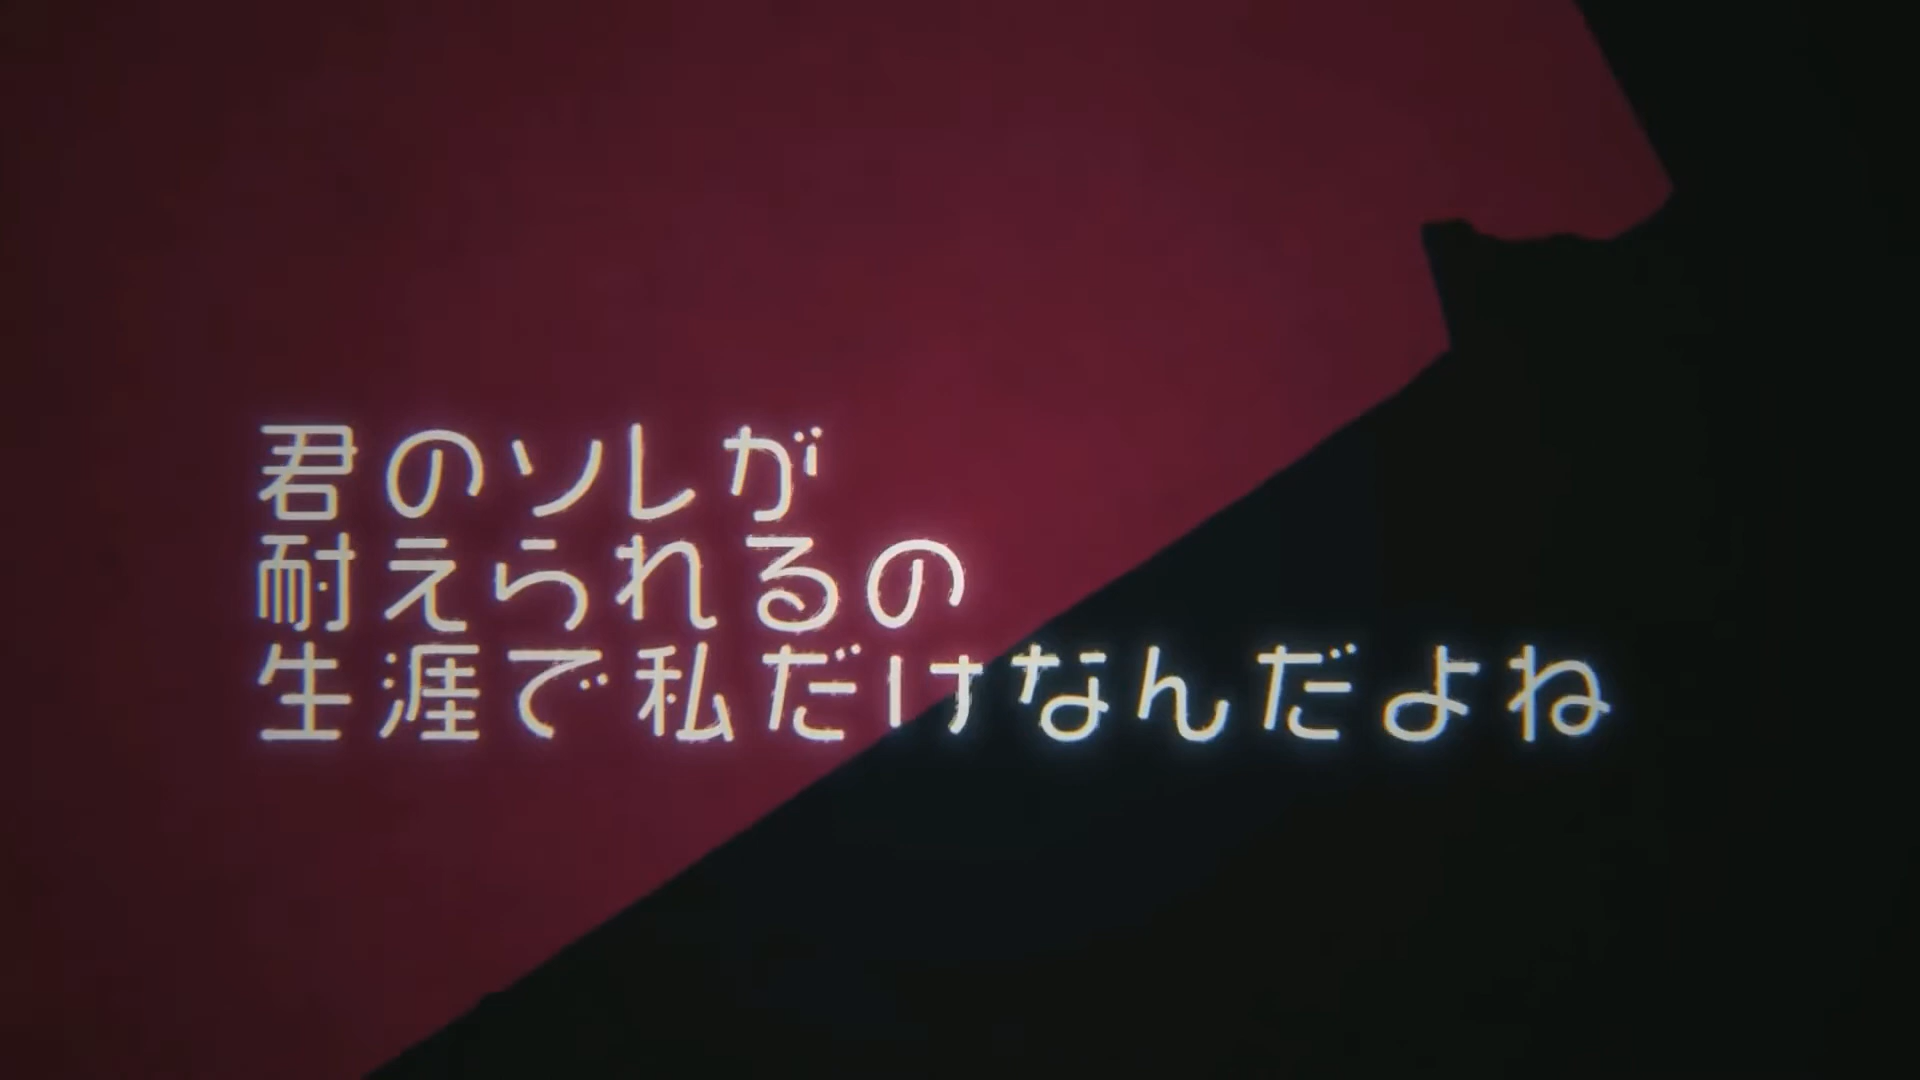 君のソレが
耐えられるの
生涯で私だけなんだよね